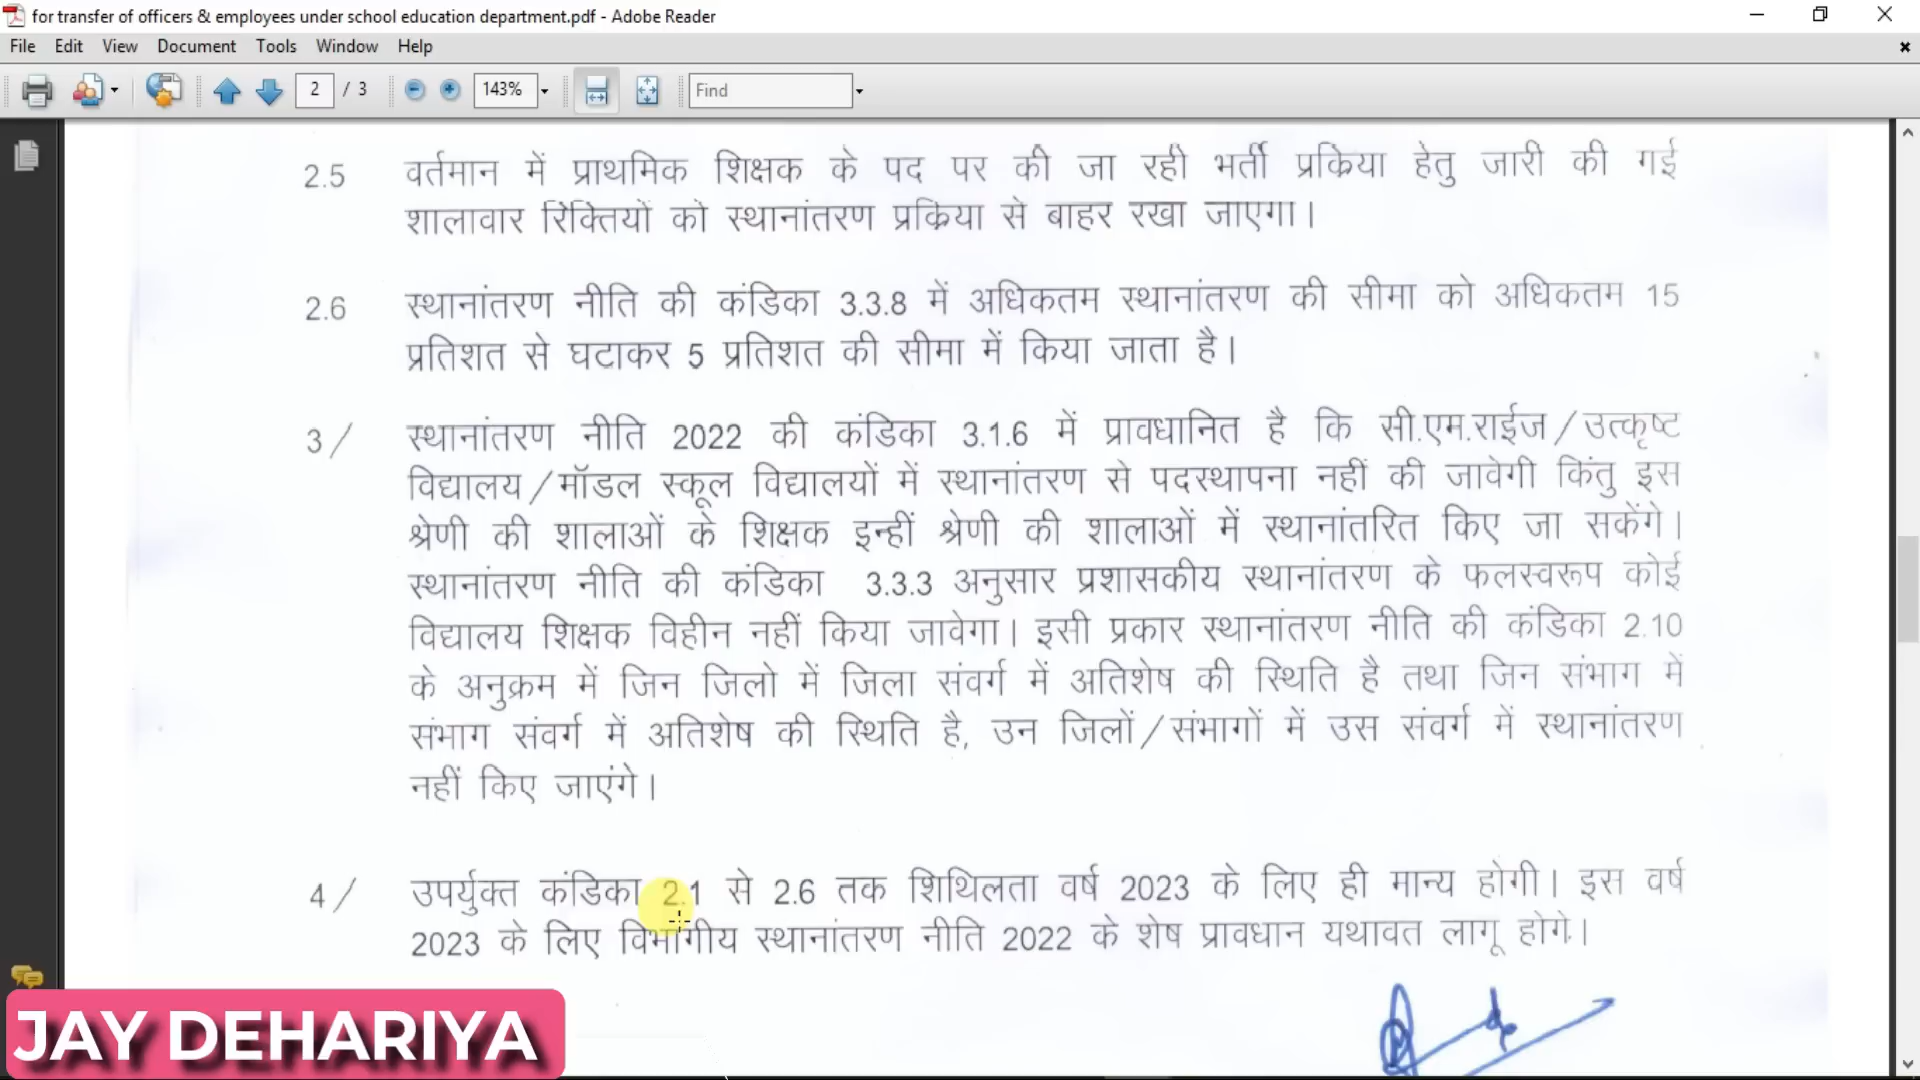 for transfer of officers & employees under school education department.pdf - Adobe Reader
File Edit View Document Tools Window Help
2 / 3 143% Find
2.5 वर्तमान में प्राथमिक शिक्षक के पद पर की जा रही भर्ती प्रक्रिया हेतु जारी की गई
शालावार रिक्तियों को स्थानांतरण प्रक्रिया से बाहर रखा जाएगा।
2.6 स्थानांतरण नीति की कंडिका 3.3.8 में अधिकतम स्थानांतरण की सीमा को अधिकतम 15
प्रतिशत से घटाकर 5 प्रतिशत की सीमा में किया जाता है।
3/ स्थानांतरण नीति 2022 की कंडिका 3.1.6 में प्रावधानित है कि सी.एम.राईज/उत्कृष्ट
विद्यालय/मॉडल स्कूल विद्यालयों में स्थानांतरण से पदस्थापना नहीं की जावेगी किंतु इस
श्रेणी की शालाओं के शिक्षक इन्हीं श्रेणी की शालाओं में स्थानांतरित किए जा सकेंगे।
स्थानांतरण नीति की कंडिका 3.3.3 अनुसार प्रशासकीय स्थानांतरण के फलस्वरूप कोई
विद्यालय शिक्षक विहीन नहीं किया जावेगा। इसी प्रकार स्थानांतरण नीति की कंडिका 2.10
के अनुक्रम में जिन जिलो में जिला संवर्ग में अतिशेष की स्थिति है तथा जिन संभाग में
संभाग संवर्ग में अतिशेष की स्थिति है, उन जिलों/संभागों में उस संवर्ग में स्थानांतरण
नहीं किए जाएंगे।
4/ उपर्युक्त कंडिका 2.1 से 2.6 तक शिथिलता वर्ष 2023 के लिए ही मान्य होगी। इस वर्ष
2023 के लिए विभागीय स्थानांतरण नीति 2022 के शेष प्रावधान यथावत लागू होगे।
JAY DEHARIYA